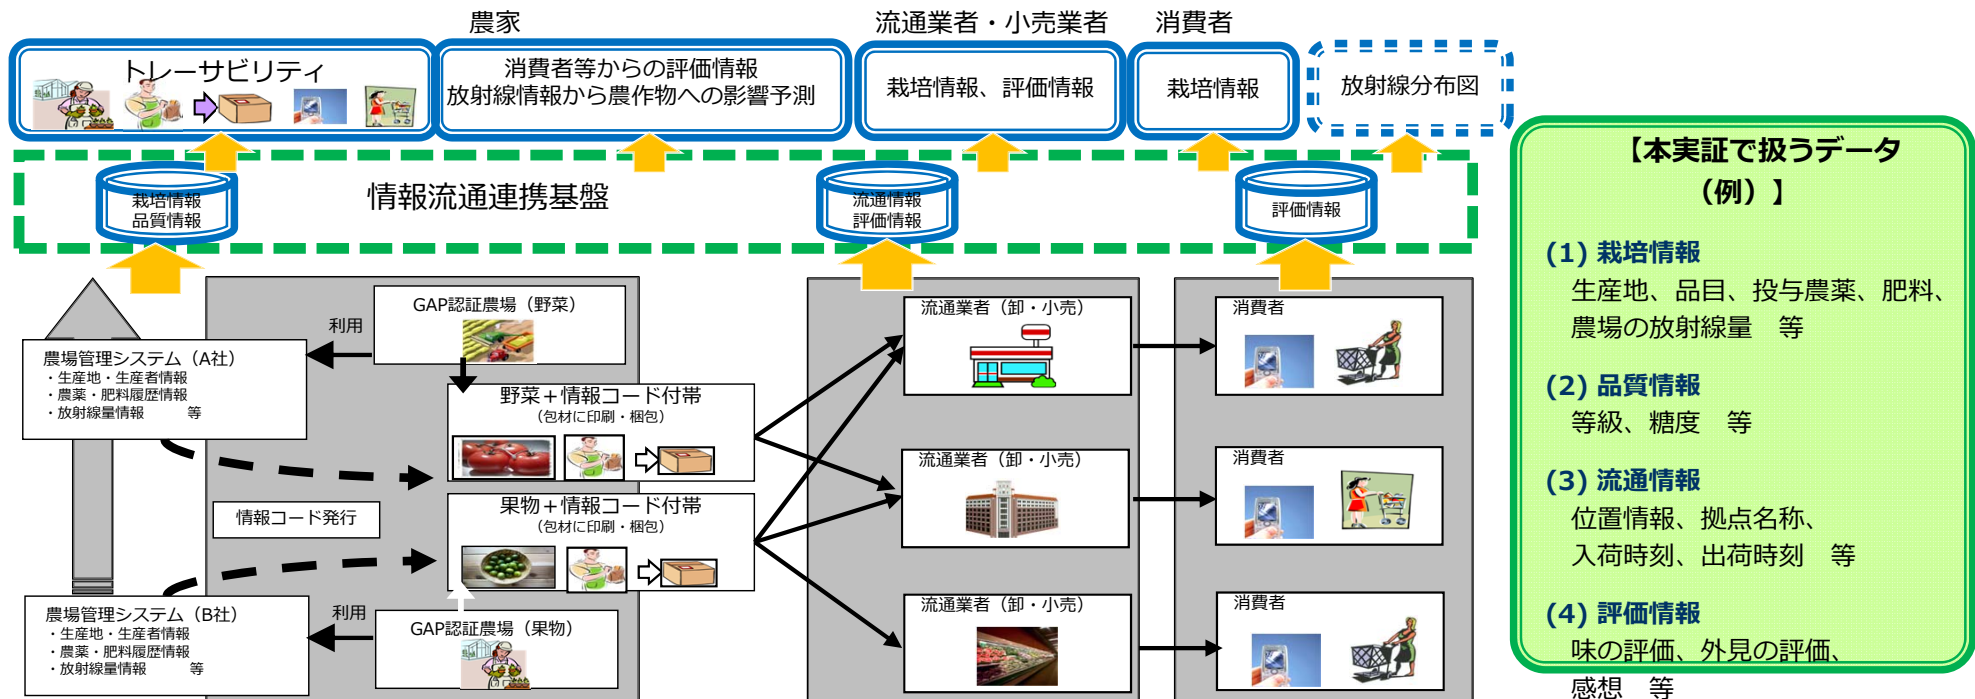 農家
流通業者・小売業者
消費者
トレーサビリティ
消費者等からの評価情報
放射線情報から農作物への影響予測
栽培情報、評価情報
栽培情報
放射線分布図
栽培情報
品質情報
情報流通連携基盤
流通情報
評価情報
評価情報
GAP認証農場（野菜）
利用
農場管理システム（A社）
・生産地・生産者情報
・農薬・肥料履歴情報
・放射線量情報　　　等
野菜＋情報コード付帯
（包材に印刷・梱包）
情報コード発行
果物＋情報コード付帯
（包材に印刷・梱包）
農場管理システム（B社）
・生産地・生産者情報
・農薬・肥料履歴情報
・放射線量情報　　　等
利用
GAP認証農場（果物）
流通業者（卸・小売）
流通業者（卸・小売）
流通業者（卸・小売）
消費者
消費者
消費者
【本実証で扱うデータ
（例）】
(1) 栽培情報
生産地、品目、投与農薬、肥料、
農場の放射線量　等
(2) 品質情報
等級、糖度　等
(3) 流通情報
位置情報、拠点名称、
入荷時刻、出荷時刻　等
(4) 評価情報
味の評価、外見の評価、
感想　等